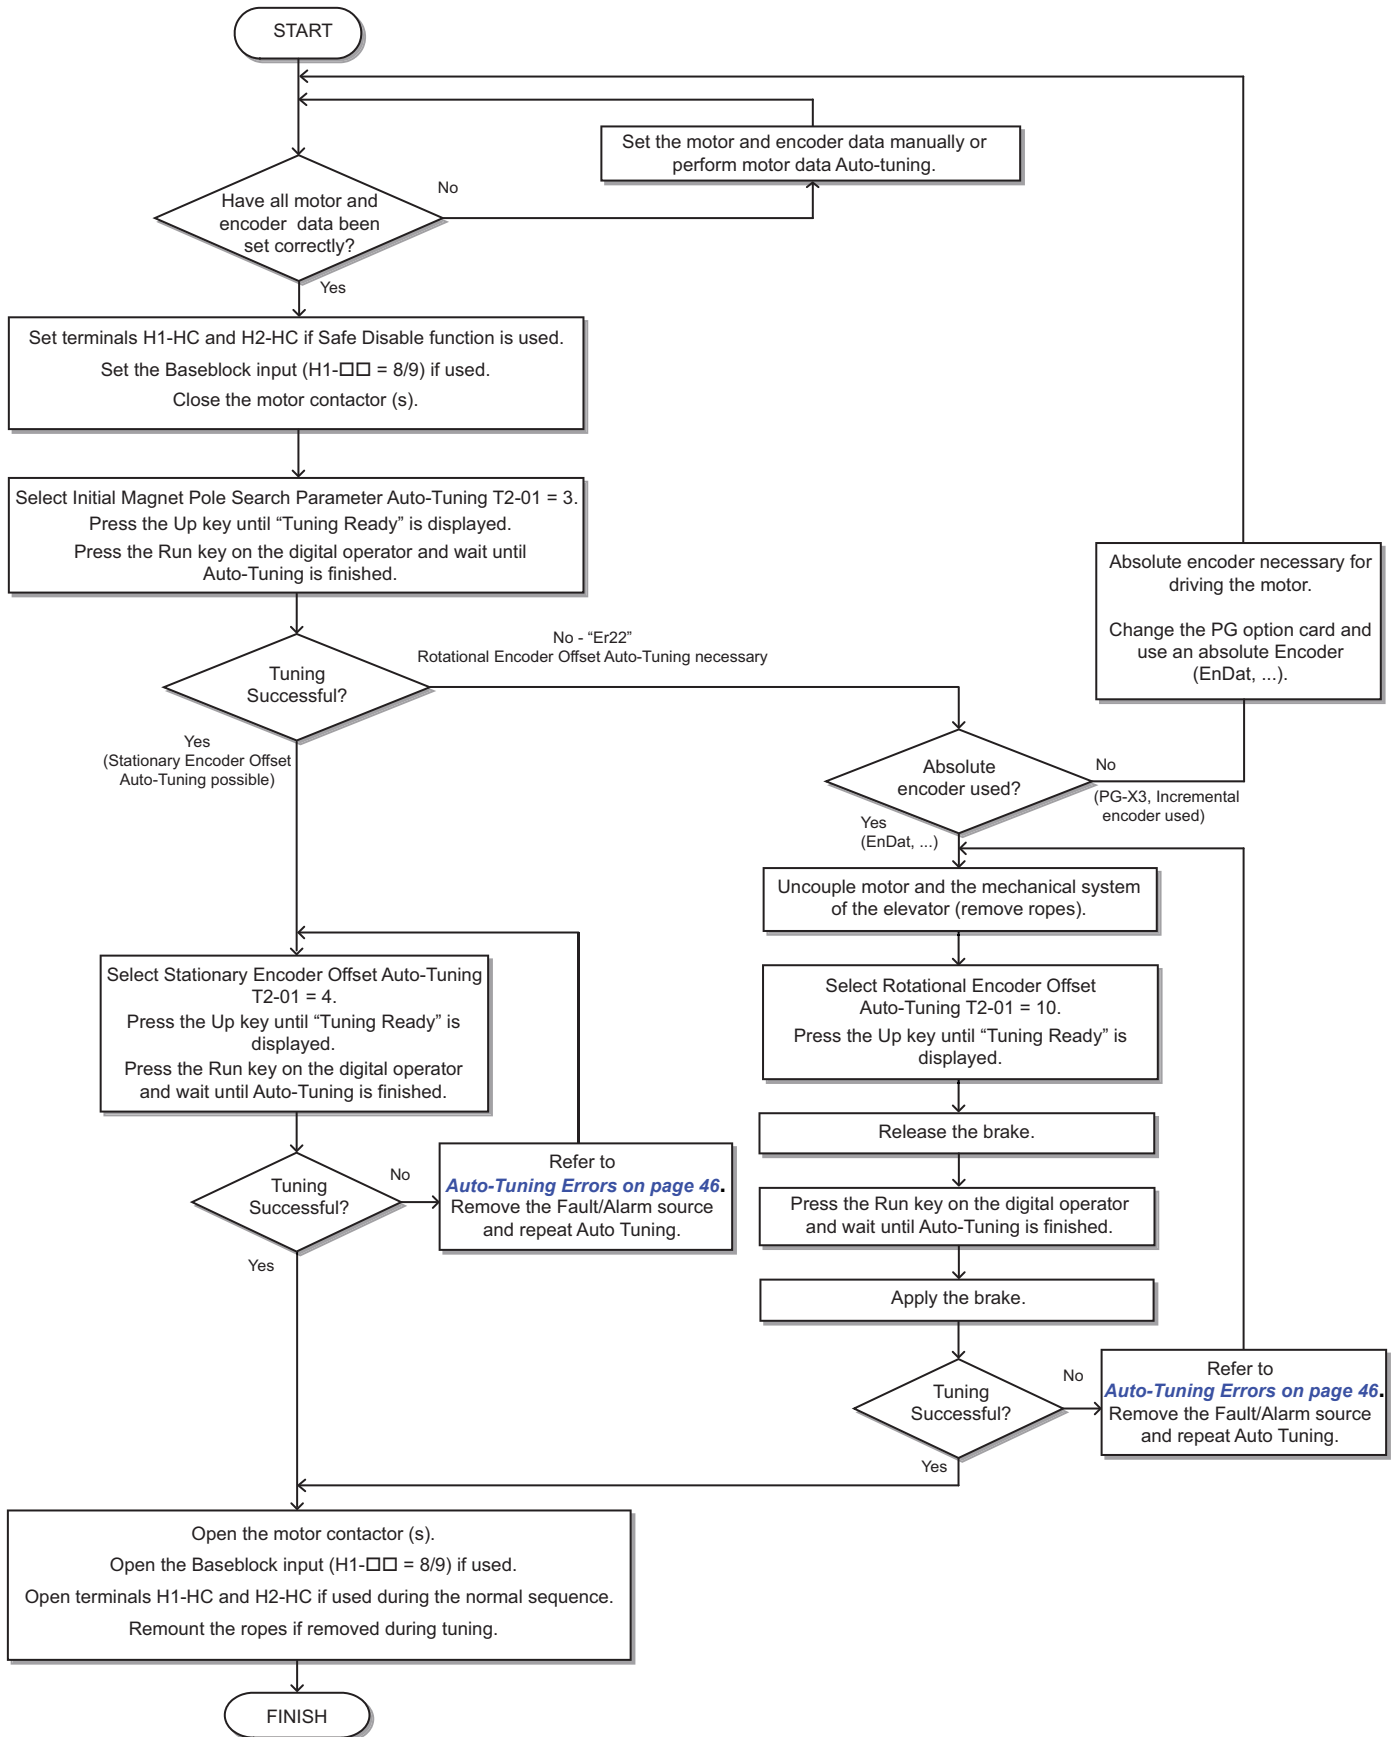 START
Set the motor and encoder data manually or
perform motor data Auto-tuning.
No
Have all motor and
encoder data been
set correctly?
Yes
Set terminals H1-HC and H2-HC if Safe Disable function is used.
Set the Baseblock input (H1-□□ = 8/9) if used.
Close the motor contactor (s).
Select Initial Magnet Pole Search Parameter Auto-Tuning T2-01 = 3.
Press the Up key until “Tuning Ready” is displayed.
Press the Run key on the digital operator and wait until
Auto-Tuning is finished.
Absolute encoder necessary for
driving the motor.
Change the PG option card and
use an absolute Encoder
(EnDat, ...).
No - “Er22”
Rotational Encoder Offset Auto-Tuning necessary
Tuning
Successful?
Yes
(Stationary Encoder Offset
Auto-Tuning possible)
Absolute
encoder used?
No
(PG-X3, Incremental
encoder used)
Yes
(EnDat, ...)
Uncouple motor and the mechanical system
of the elevator (remove ropes).
Select Stationary Encoder Offset Auto-Tuning
T2-01 = 4.
Press the Up key until “Tuning Ready” is
displayed.
Press the Run key on the digital operator
and wait until Auto-Tuning is finished.
Select Rotational Encoder Offset
Auto-Tuning T2-01 = 10.
Press the Up key until “Tuning Ready” is
displayed.
Release the brake.
Tuning
Successful?
No
Refer to
Auto-Tuning Errors on page 46.
Remove the Fault/Alarm source
and repeat Auto Tuning.
Yes
Press the Run key on the digital operator
and wait until Auto-Tuning is finished.
Apply the brake.
Tuning
Successful?
No
Refer to
Auto-Tuning Errors on page 46.
Remove the Fault/Alarm source
and repeat Auto Tuning.
Yes
Open the motor contactor (s).
Open the Baseblock input (H1-□□ = 8/9) if used.
Open terminals H1-HC and H2-HC if used during the normal sequence.
Remount the ropes if removed during tuning.
FINISH